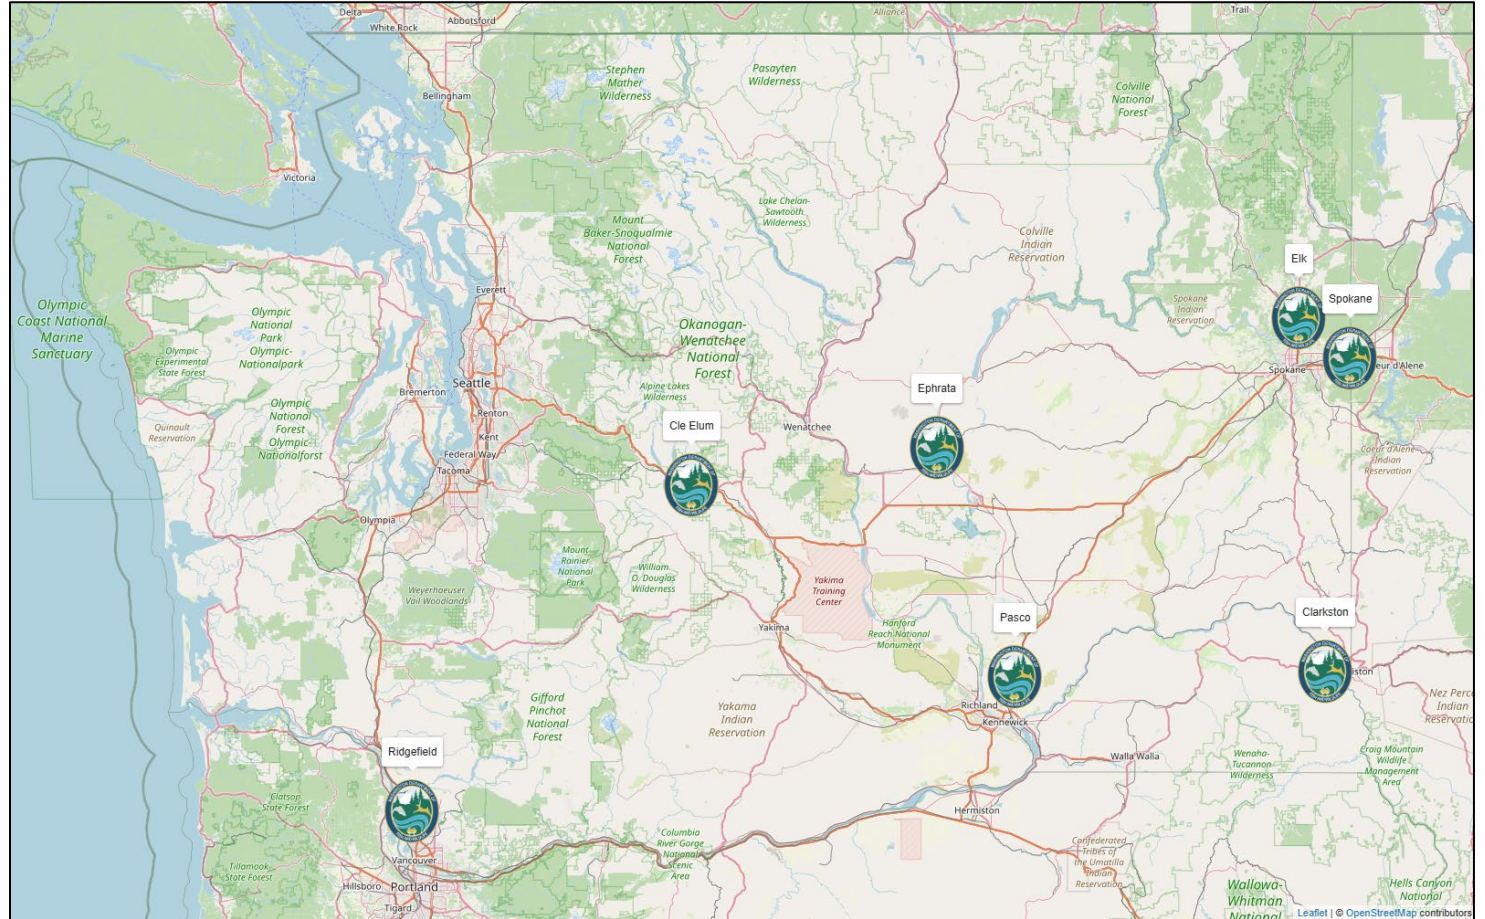 Delta
Abbotsford
White Rock
Alliance
Trail
Stephen
Mather
Wilderness
Pasayten
Wilderness
Colville
National
Forest
Bellingham
Victoria
Lake Chelan-
Sawtooth
Wilderness
Mount
Baker-Snoqualmie
National
Forest
Colville
Indian
Reservation
Elk
Spokane
Everett
Spokane
Indian
Reservation
Olympic
Coast National
Marine
Sanctuary
Olympic
National
Park
Olympic-
Nationalpark
Olympic
Experimental
State Forest
Okanogan-
Wenatchee
National
Forest
Spokane
eur d'Alene
Seattle
Bremerton
Alpine Lakes
Wilderness
Ephrata
Renton
Olympic
National
Forest
Olympic-
Nationalforst
Quinault
Reservation
Kent
Federal Way
Tacoma
Cle Elum
Wenatchee
Coeur d'Alene
Indian
Reservation
Olympia
Mount
Rainier
National
Park
William
O. Douglas
Wilderness
Yakima
Training
Center
Weyerhaeuser
Vail Woodlands
Yakima
Hanford
Reach National
Monument
Pasco
Clarkston
iston
Gifford
Pinchot
National
Forest
Yakama
Indian
Reservation
Richland
Kennewick
Nez Perc
Indian
Reservatio
Ridgefield
Walla Walla
Wenaha-
Tucannon
Wilderness
Craig Mountain
Wildlife
Management
Area
Clatsop
State Forest
Hermiston
Columbia
River Gorge
National
Scenic
Area
Confederated
Tribes of
the Umatilla
Indian
Reservation
Tillamook
State Forest
Vancouver
Hillsboro
Portland
Tigard
Wallowa-
Whitman
National
Hells Canyon
National
Leaflet | © OpenStreetMap contributors